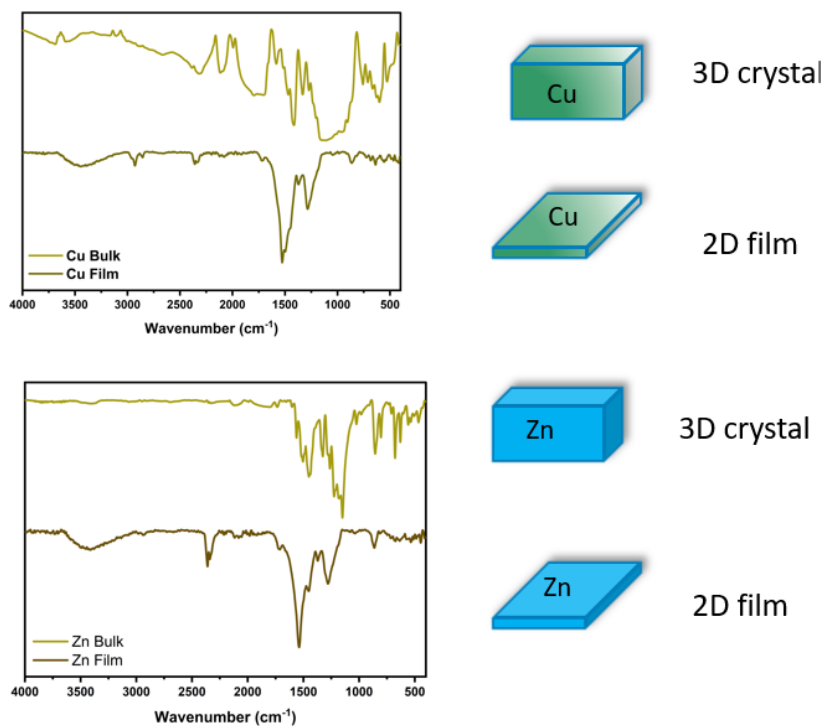 Cu Bulk
Cu Film
4000 3500 3000 2500 2000 1500 1000 500
Wavenumber (cm⁻¹)
Cu
3D crystal
Cu
2D film
Zn Bulk
Zn Film
4000 3500 3000 2500 2000 1500 1000 500
Wavenumber (cm⁻¹)
Zn
3D crystal
Zn
2D film